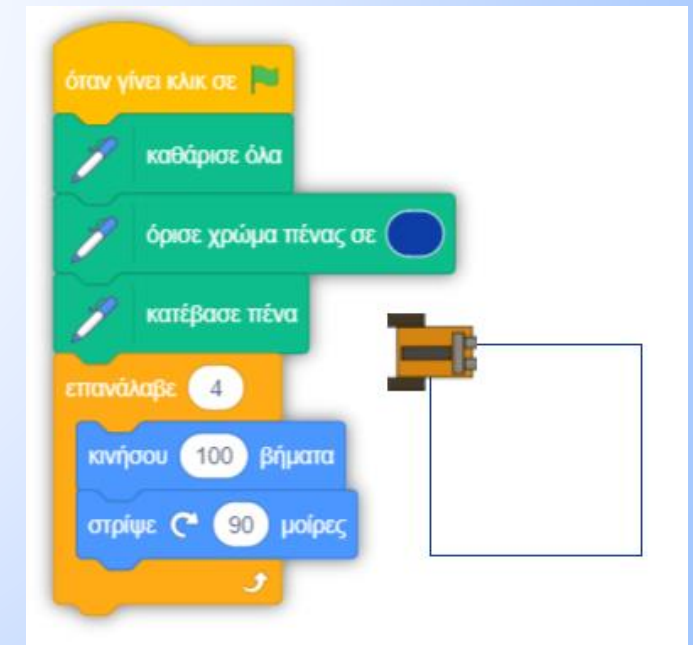 όταν γίνει κλικ σε
καθάρισε όλα
όρισε χρώμα πένας σε
κατέβασε πένα
επανάλαβε 4
κινήσου 100 βήματα
στρίψε 90 μοίρες